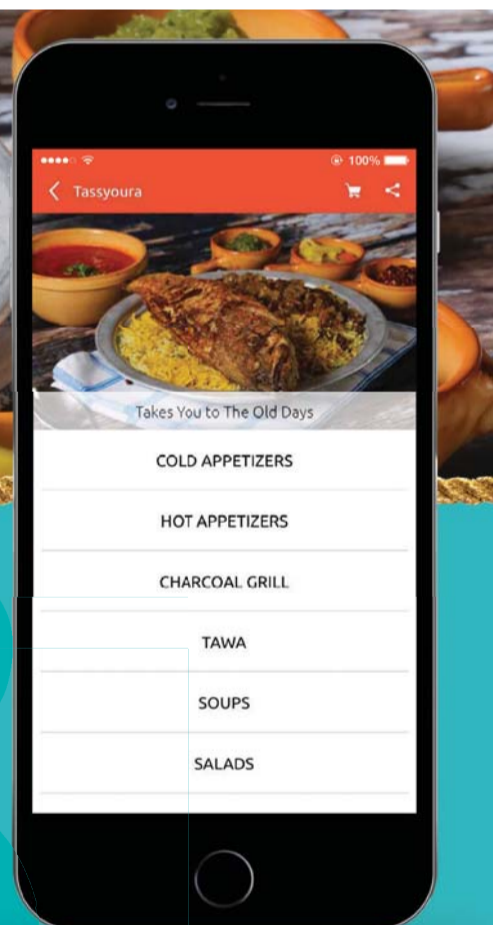 100%
Tassyoura
Takes You to The Old Days
COLD APPETIZERS
HOT APPETIZERS
CHARCOAL GRILL
TAWA
SOUPS
SALADS